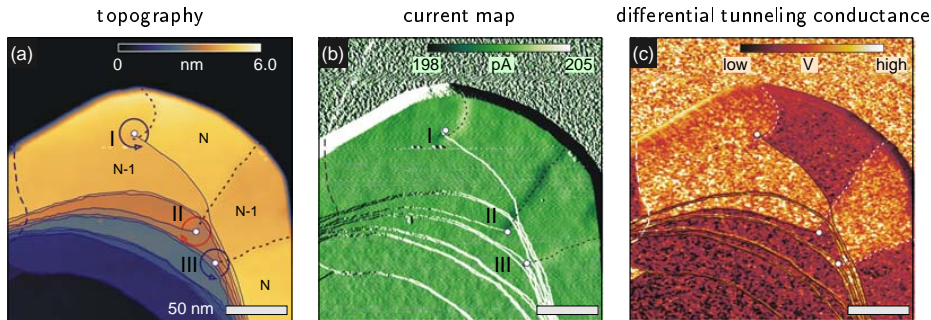 topography
current map
differential tunneling conductance
(a)
0 nm 6.0
I
N
N-1
II
N-1
III
N
50 nm
(b)
198 pA 205
I
II
III
(c)
low V high